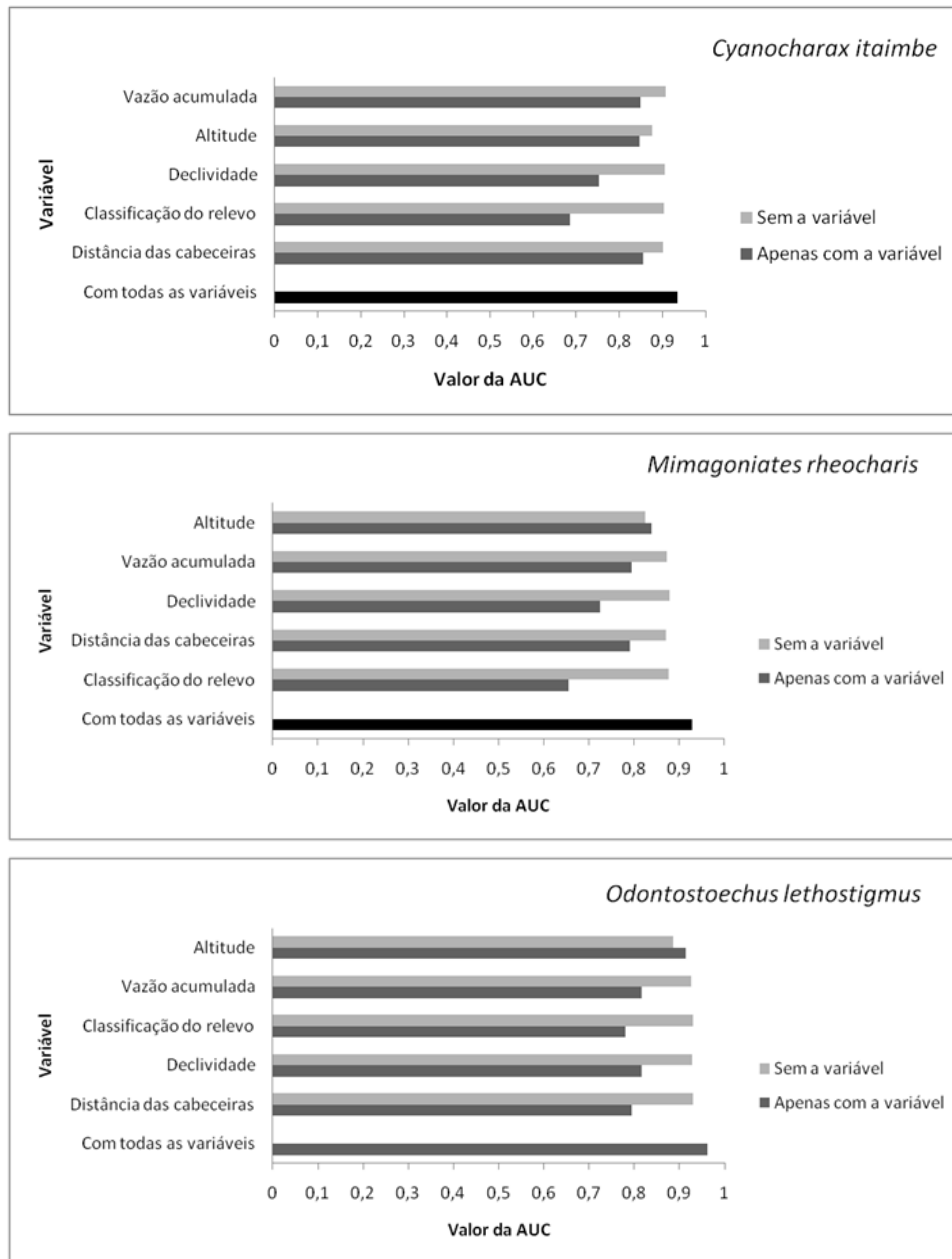 Cyanocharax itaimbe
Variável
Vazão acumulada
Altitude
Declividade
Classificação do relevo
Distância das cabeceiras
Com todas as variáveis
Sem a variável
Apenas com a variável
0 0,1 0,2 0,3 0,4 0,5 0,6 0,7 0,8 0,9 1
Valor da AUC
Mimagoniates rheocharis
Variável
Altitude
Vazão acumulada
Declividade
Distância das cabeceiras
Classificação do relevo
Com todas as variáveis
Sem a variável
Apenas com a variável
0 0,1 0,2 0,3 0,4 0,5 0,6 0,7 0,8 0,9 1
Valor da AUC
Odontostoechus lethostigmus
Variável
Altitude
Vazão acumulada
Classificação do relevo
Declividade
Distância das cabeceiras
Com todas as variáveis
Sem a variável
Apenas com a variável
0 0,1 0,2 0,3 0,4 0,5 0,6 0,7 0,8 0,9 1
Valor da AUC